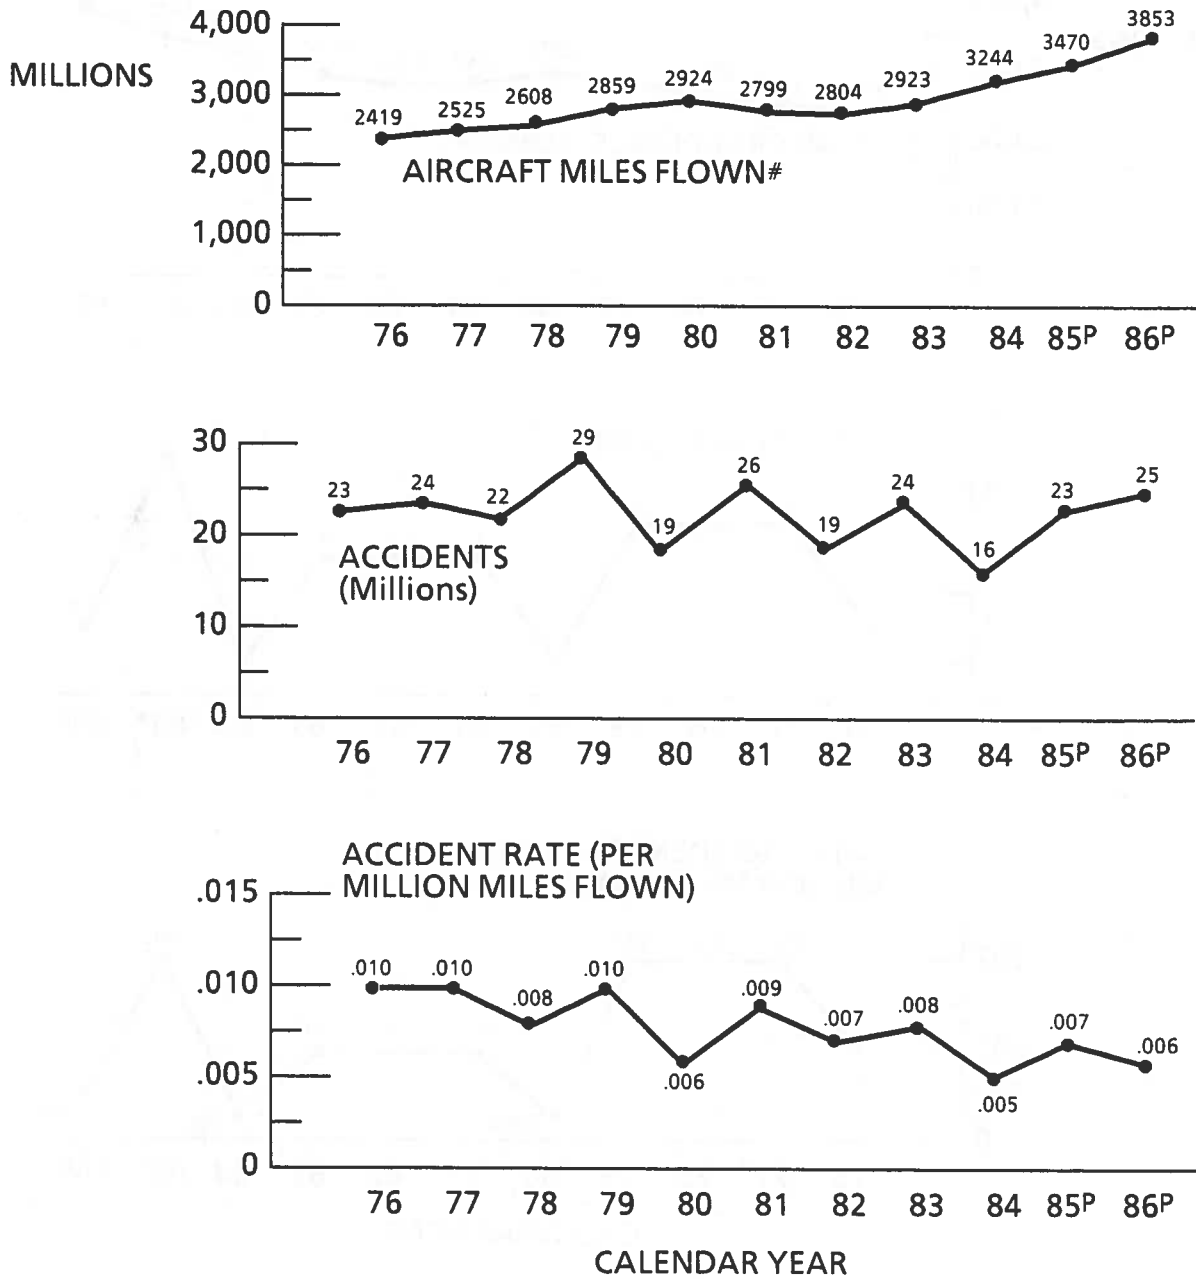 4,000
MILLIONS
3,000
2,000
1,000
0
2419 2525 2608 2859 2924 2799 2804 2923 3244 3470 3853
AIRCRAFT MILES FLOWN#
76 77 78 79 80 81 82 83 84 85P 86P
30
20
10
0
23 24 22 29 19 26 19 24 16 23 25
ACCIDENTS
(Millions)
76 77 78 79 80 81 82 83 84 85P 86P
ACCIDENT RATE (PER
MILLION MILES FLOWN)
.015
.010
.005
0
.010 .010 .008 .010 .006 .009 .007 .008 .005 .007 .006
76 77 78 79 80 81 82 83 84 85P 86P
CALENDAR YEAR